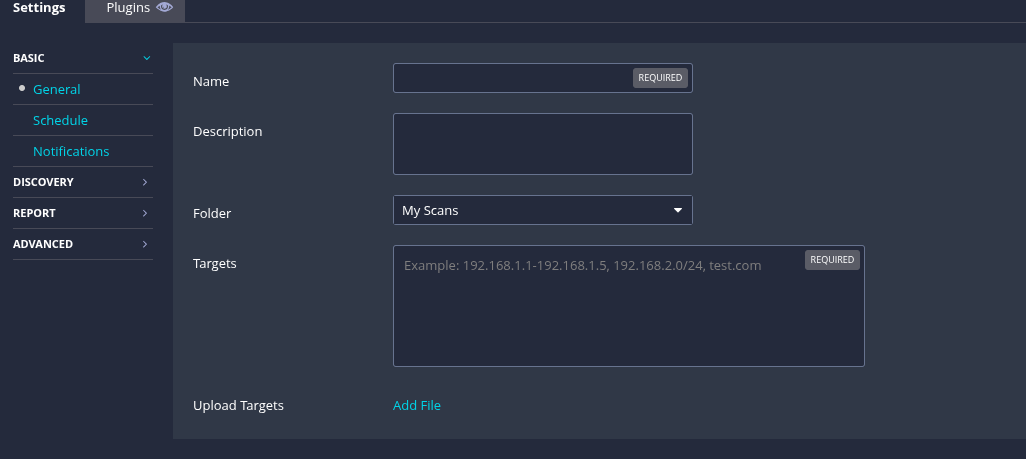 Settings
Plugins
BASIC
General
Schedule
Notifications
DISCOVERY
REPORT
ADVANCED
Name
REQUIRED
Description
Folder
My Scans
Targets
Example: 192.168.1.1-192.168.1.5, 192.168.2.0/24, test.com
REQUIRED
Upload Targets
Add File